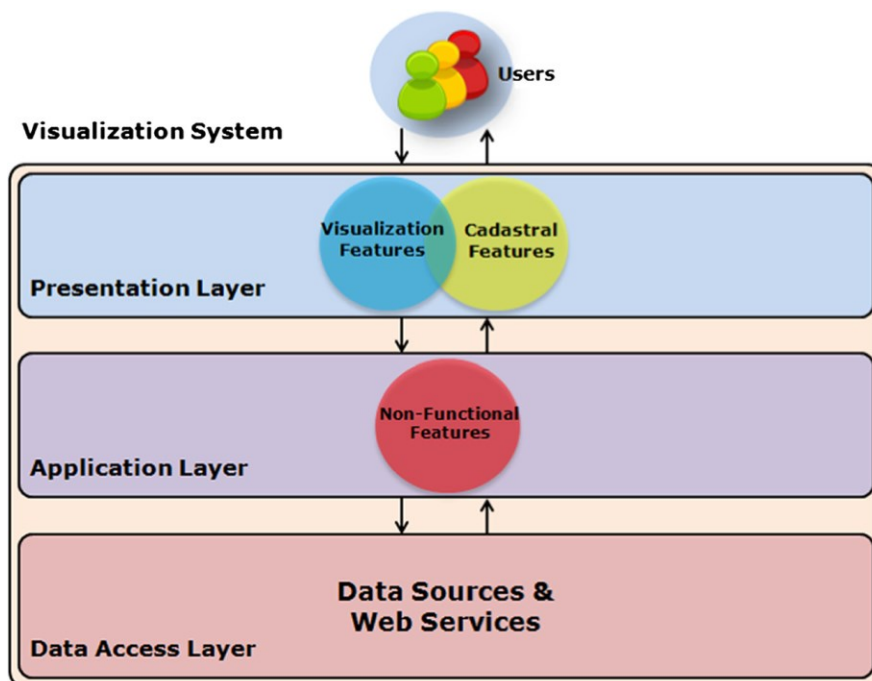 Users
Visualization System
Visualization
Features
Cadastral
Features
Presentation Layer
Non-Functional
Features
Application Layer
Data Sources &
Web Services
Data Access Layer